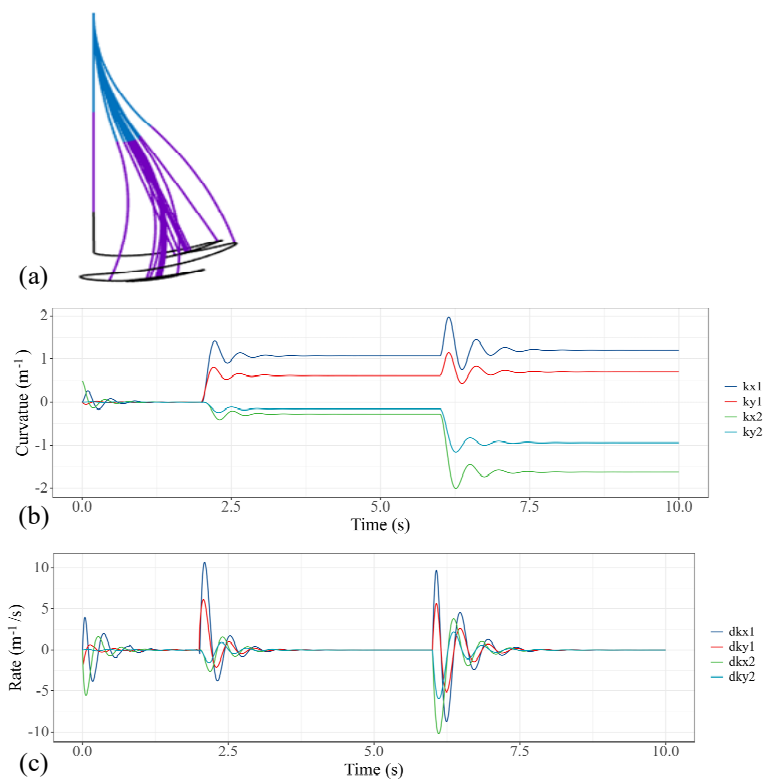 (a)
2
1
0
-1
-2
Curvatue (m⁻¹)
0.0 2.5 5.0 7.5 10.0
Time (s)
kx1
ky1
kx2
ky2
(b)
10
5
0
-5
-10
Rate (m⁻¹/s)
0.0 2.5 5.0 7.5 10.0
Time (s)
dkx1
dky1
dkx2
dky2
(c)